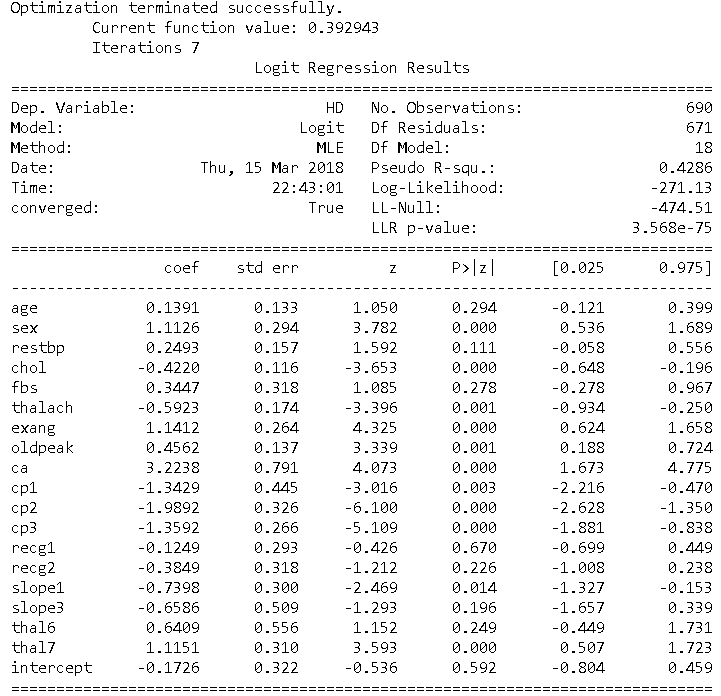 Optimization terminated successfully.
         Current function value: 0.392943
         Iterations 7
                           Logit Regression Results
==============================================================================
Dep. Variable:                     HD   No. Observations:                  690
Model:                          Logit   Df Residuals:                      671
Method:                           MLE   Df Model:                           18
Date:                Thu, 15 Mar 2018   Pseudo R-squ.:                  0.4286
Time:                        22:43:01   Log-Likelihood:                -271.13
converged:                       True   LL-Null:                       -474.51
                                        LLR p-value:                 3.568e-75
==============================================================================
                 coef    std err          z      P>|z|      [0.025      0.975]
------------------------------------------------------------------------------
age            0.1391      0.133      1.050      0.294      -0.121       0.399
sex            1.1126      0.294      3.782      0.000       0.536       1.689
restbp         0.2493      0.157      1.592      0.111      -0.058       0.556
chol          -0.4220      0.116     -3.653      0.000      -0.648      -0.196
fbs            0.3447      0.318      1.085      0.278      -0.278       0.967
thalach       -0.5923      0.174     -3.396      0.001      -0.934      -0.250
exang          1.1412      0.264      4.325      0.000       0.624       1.658
oldpeak        0.4562      0.137      3.339      0.001       0.188       0.724
ca             3.2238      0.791      4.073      0.000       1.673       4.775
cp1           -1.3429      0.445     -3.016      0.003      -2.216      -0.470
cp2           -1.9892      0.326     -6.100      0.000      -2.628      -1.350
cp3           -1.3592      0.266     -5.109      0.000      -1.881      -0.838
recg1         -0.1249      0.293     -0.426      0.670      -0.699       0.449
recg2         -0.3849      0.318     -1.212      0.226      -1.008       0.238
slope1        -0.7398      0.300     -2.469      0.014      -1.327      -0.153
slope3        -0.6586      0.509     -1.293      0.196      -1.657       0.339
thal6          0.6409      0.556      1.152      0.249      -0.449       1.731
thal7          1.1151      0.310      3.593      0.000       0.507       1.723
intercept     -0.1726      0.322     -0.536      0.592      -0.804       0.459
==============================================================================